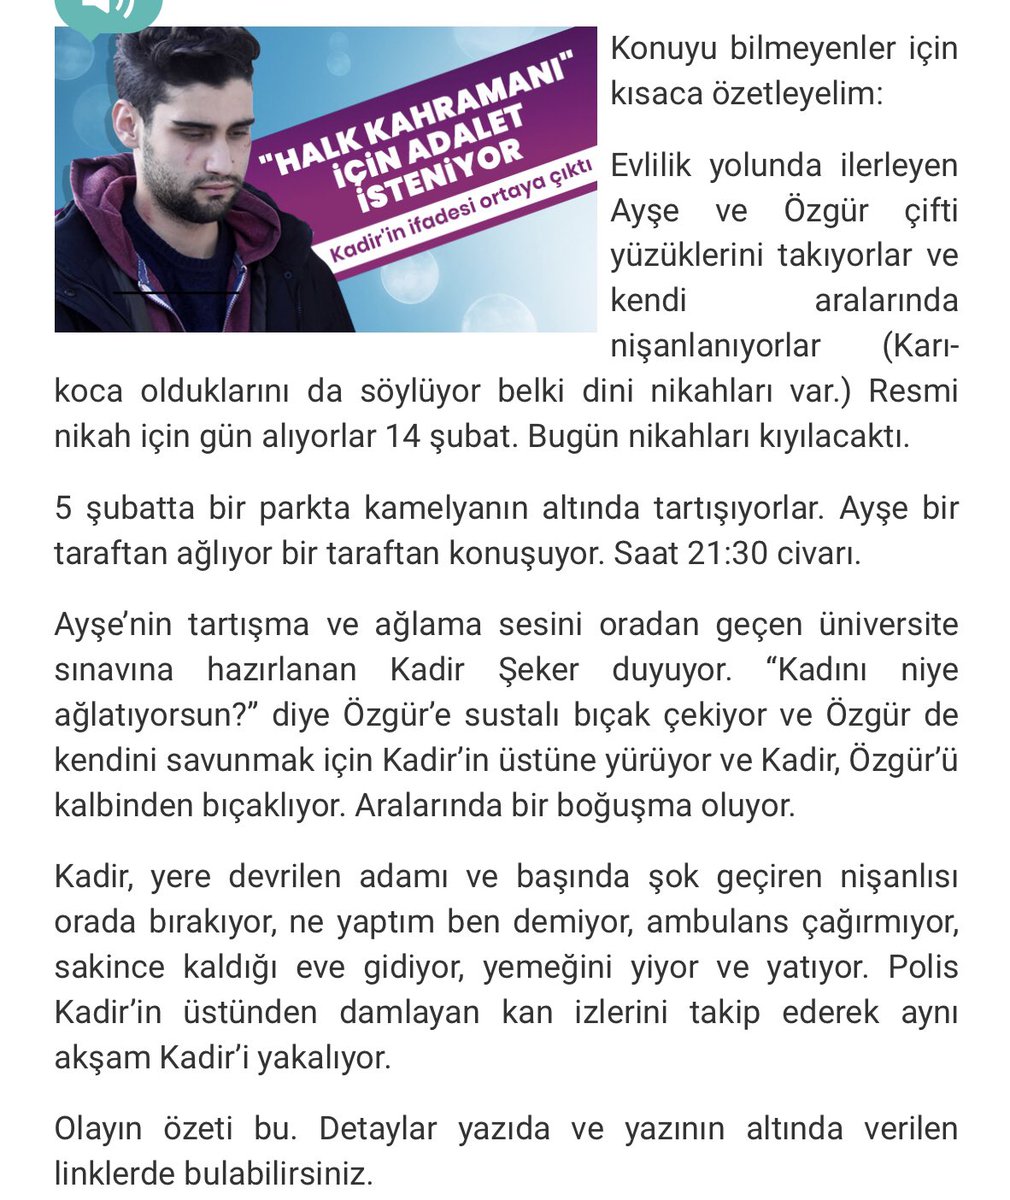 "HALK KAHRAMANI"
İÇİN ADALET
İSTENİYOR
Kadir'in ifadesi ortaya çıktı
Konuyu bilmeyenler için
kısaca özetleyelim:
Evlilik yolunda ilerleyen
Ayşe ve Özgür çifti
yüzüklerini takıyorlar ve
kendi aralarında
nişanlanıyorlar (Karı-
koca olduklarını da söylüyor belki dini nikahları var.) Resmi
nikah için gün alıyorlar 14 şubat. Bugün nikahları kıyılacaktı.
5 şubatta bir parkta kamelyanın altında tartışıyorlar. Ayşe bir
taraftan ağlıyor bir taraftan konuşuyor. Saat 21:30 civarı.
Ayşe’nin tartışma ve ağlama sesini oradan geçen üniversite
sınavına hazırlanan Kadir Şeker duyuyor. “Kadını niye
ağlatıyorsun?” diye Özgür’e sustalı bıçak çekiyor ve Özgür de
kendini savunmak için Kadir’in üstüne yürüyor ve Kadir, Özgür’ü
kalbinden bıçaklıyor. Aralarında bir boğuşma oluyor.
Kadir, yere devrilen adamı ve başında şok geçiren nişanlısı
orada bırakıyor, ne yaptım ben demiyor, ambulans çağırmıyor,
sakince kaldığı eve gidiyor, yemeğini yiyor ve yatıyor. Polis
Kadir’in üstünden damlayan kan izlerini takip ederek aynı
akşam Kadir’i yakalıyor.
Olayın özeti bu. Detaylar yazıda ve yazının altında verilen
linklerde bulabilirsiniz.